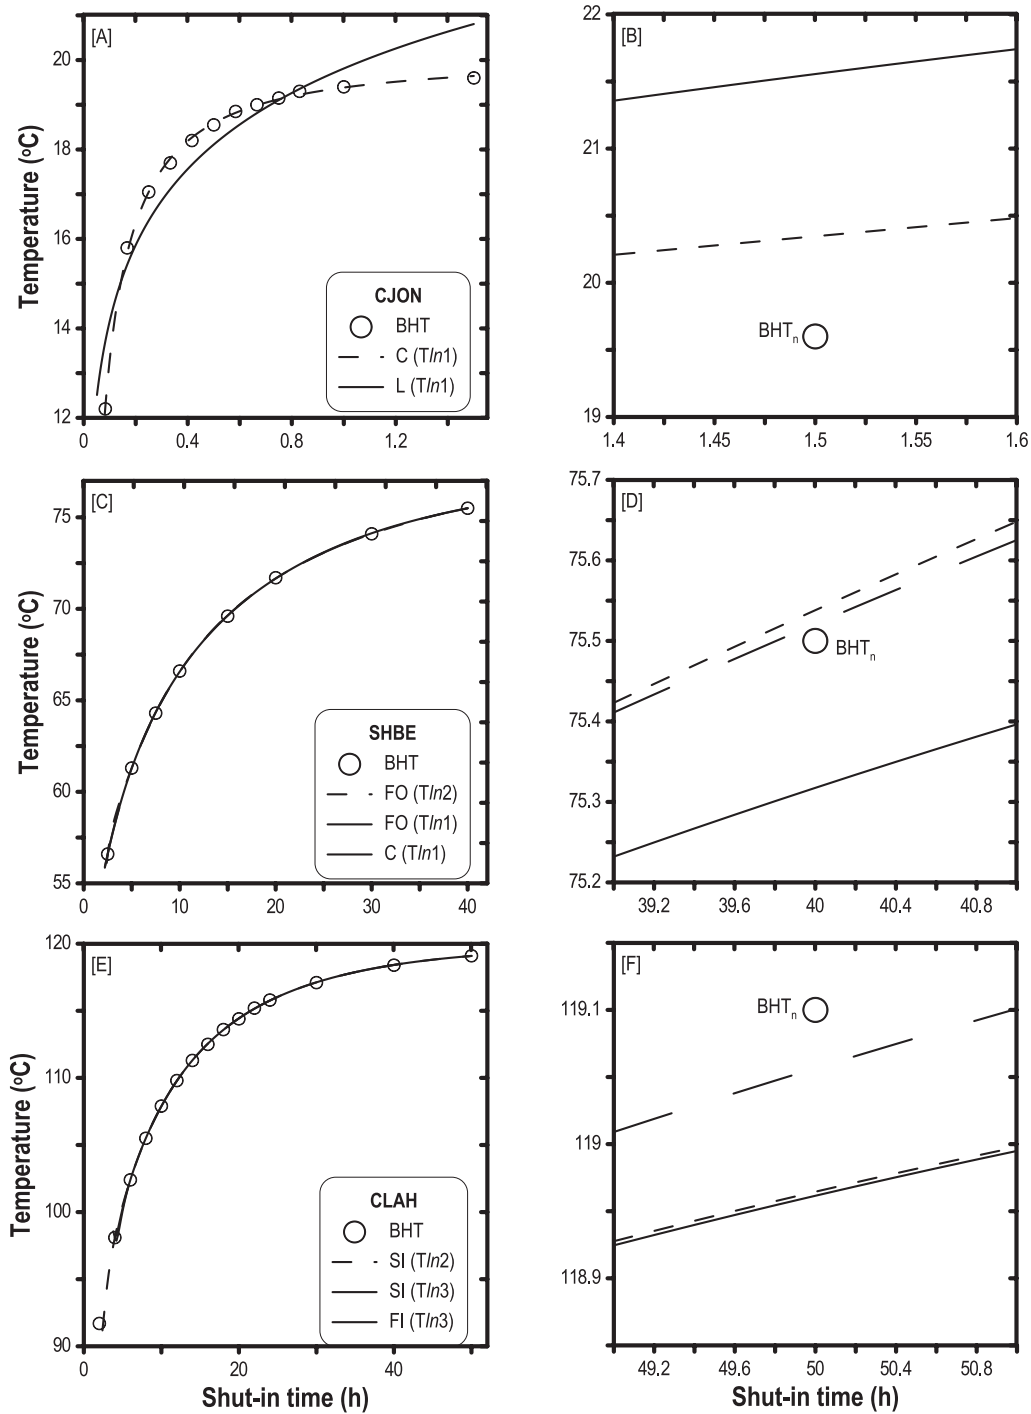 [A]
20
18
16
14
12
0
0.4
0.8
1.2
Temperature (oC)
CJON
BHT
C (Tln1)
L (Tln1)
[B]
22
21
20
19
1.4
1.45
1.5
1.55
1.6
BHTn
[C]
75
70
65
60
55
0
10
20
30
40
Temperature (oC)
SHBE
BHT
FO (Tln2)
FO (Tln1)
C (Tln1)
[D]
75.7
75.6
75.5
75.4
75.3
75.2
39.2
39.6
40
40.4
40.8
BHTn
[E]
120
110
100
90
0
20
40
Temperature (oC)
Shut-in time (h)
CLAH
BHT
SI (Tln2)
SI (Tln3)
FI (Tln3)
[F]
119.1
119
118.9
49.2
49.6
50
50.4
50.8
BHTn
Shut-in time (h)